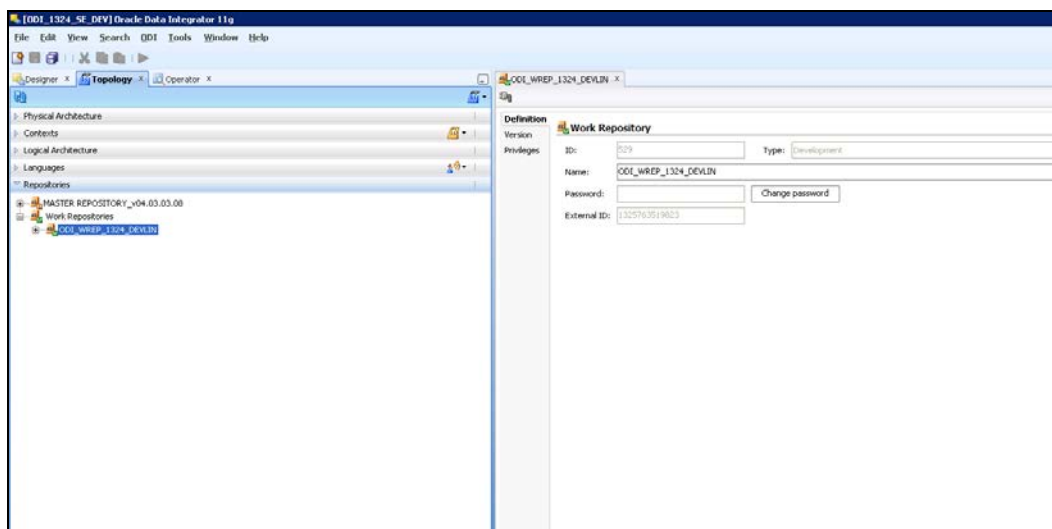 [ODI_1324_SE_DEV] Oracle Data Integrator 11g
File Edit View Search ODI Tools Window Help
Designer x Topology x Operator x
ODI_WREP_1324_DEVLIN x
Physical Architecture
Contexts
Logical Architecture
Languages
Repositories
MASTER REPOSITORY_v04.03.03.08
Work Repositories
ODI_WREP_1324_DEVLIN
Definition
Version
Privileges
Work Repository
ID: 529 Type: Development
Name: ODI_WREP_1324_DEVLIN
Password: Change password
External ID: 1325763519823